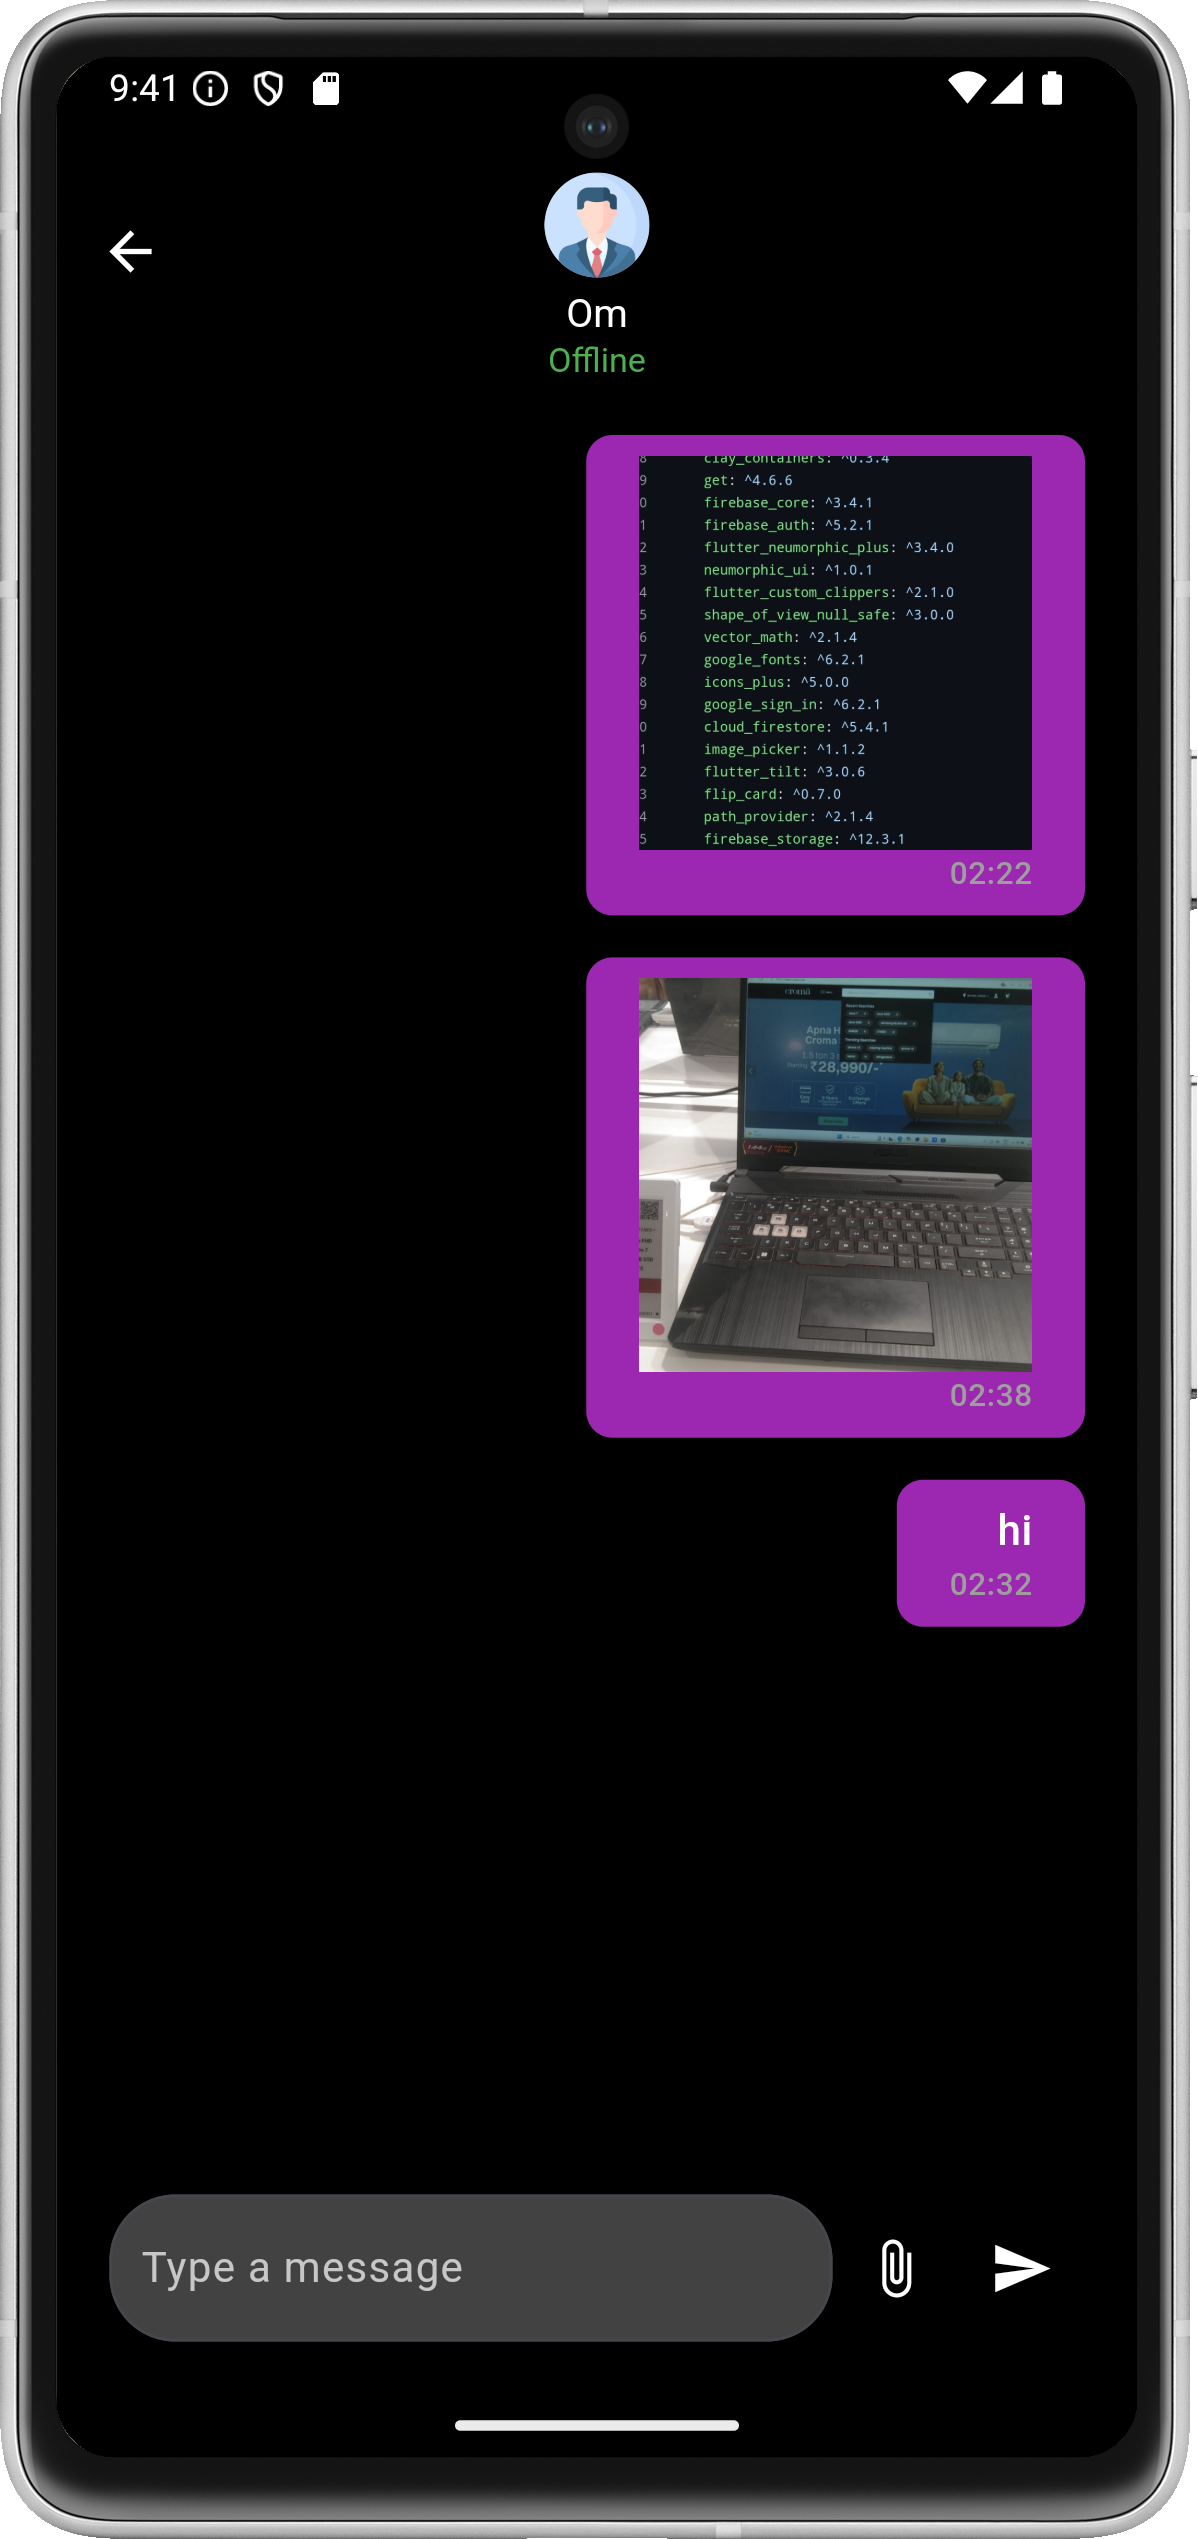 9:41
Om
Offline
8 clay_containers: ^0.3.4
9 get: ^4.6.6
0 firebase_core: ^3.4.1
1 firebase_auth: ^5.2.1
2 flutter_neumorphic_plus: ^3.4.0
3 neumorphic_ui: ^1.0.1
4 flutter_custom_clippers: ^2.1.0
5 shape_of_view_null_safe: ^3.0.0
6 vector_math: ^2.1.4
7 google_fonts: ^6.2.1
8 icons_plus: ^5.0.0
9 google_sign_in: ^6.2.1
0 cloud_firestore: ^5.4.1
1 image_picker: ^1.1.2
2 flutter_tilt: ^3.0.6
3 flip_card: ^0.7.0
4 path_provider: ^2.1.4
5 firebase_storage: ^12.3.1
02:22
cromā
Apna H
Croma
1.5 ton 3
₹28,990/-*
02:38
hi
02:32
Type a message